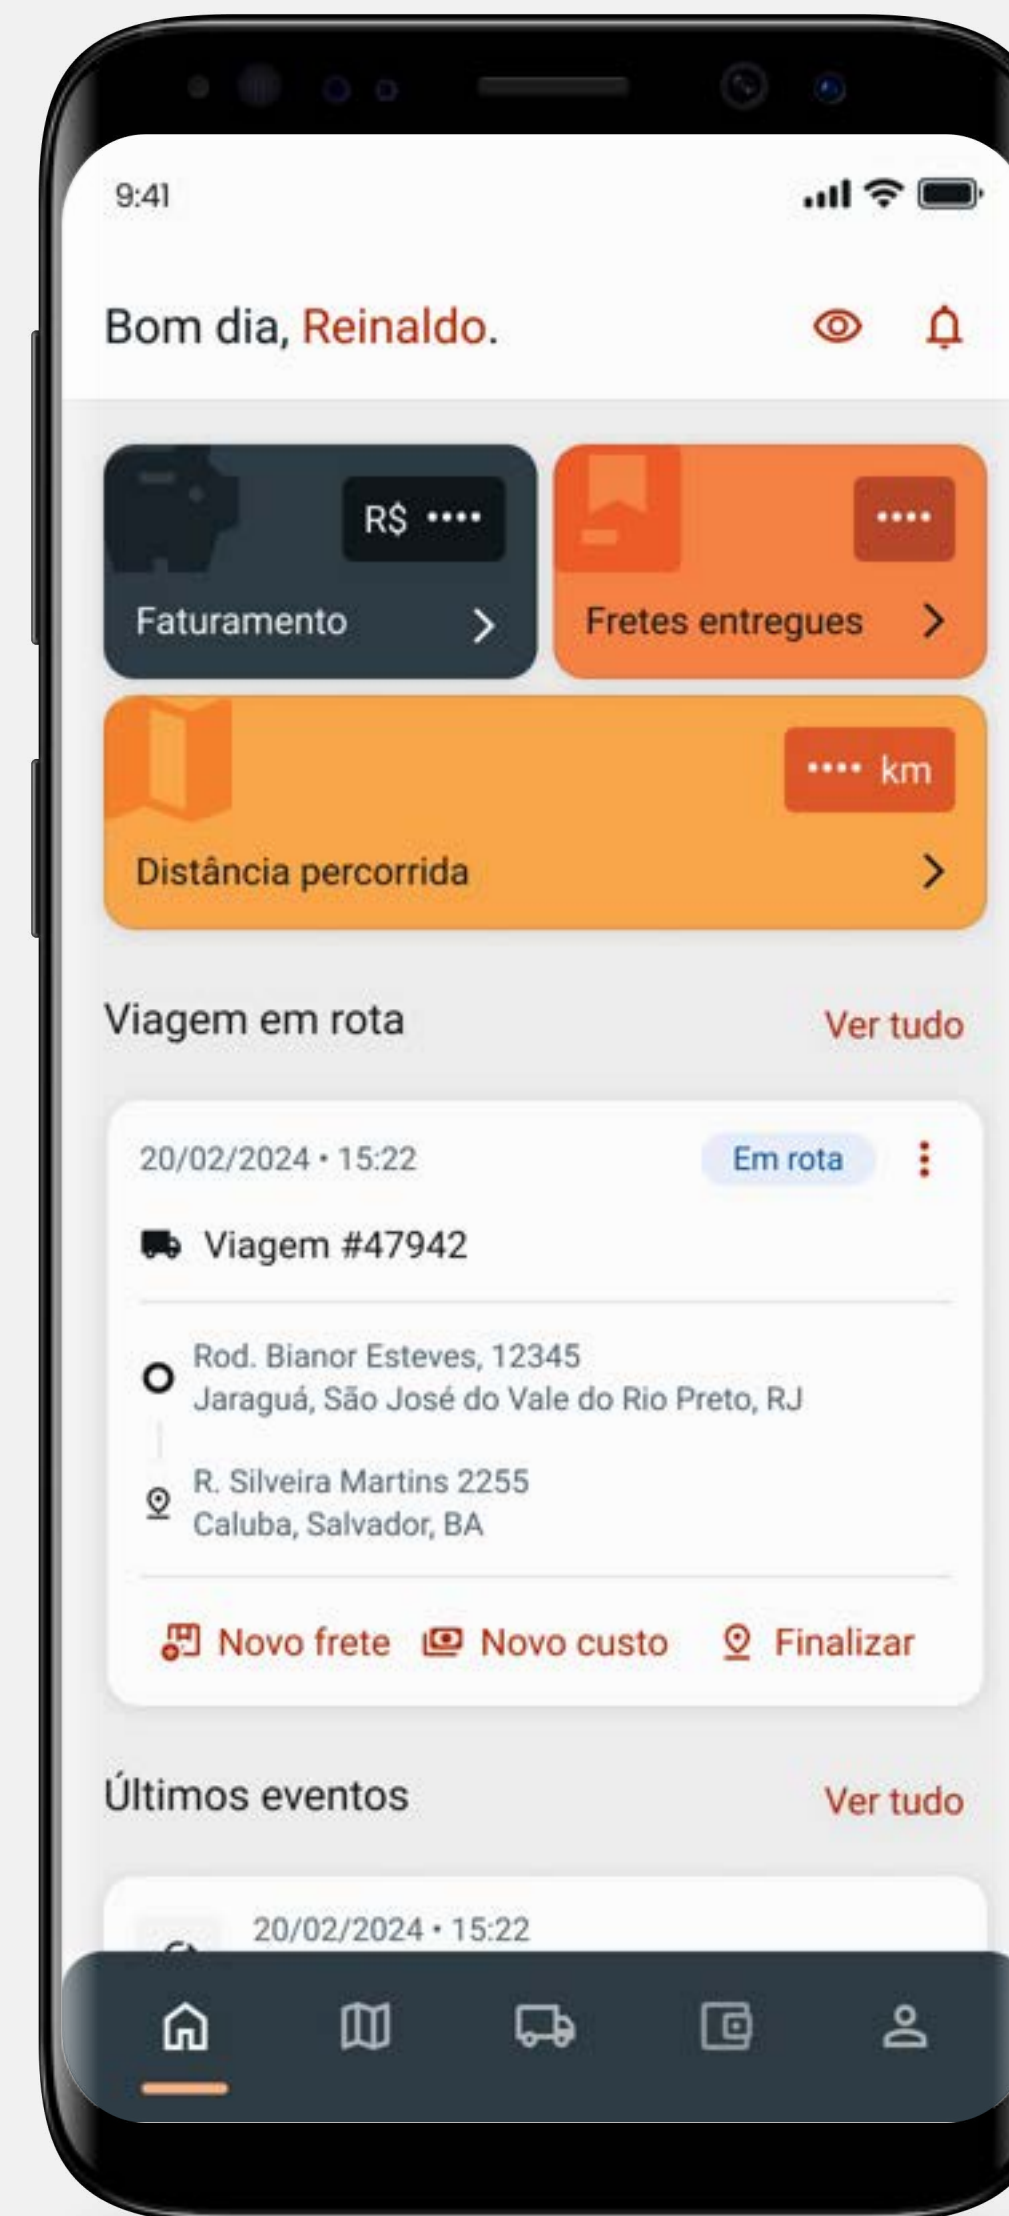 9:41
Bom dia, Reinaldo.
R$ ••••
••••
Faturamento
Fretes entregues
•••• km
Distância percorrida
Viagem em rota
Ver tudo
20/02/2024 • 15:22
Em rota
Viagem #47942
Rod. Bianor Esteves, 12345
Jaraguá, São José do Vale do Rio Preto, RJ
R. Silveira Martins 2255
Caluba, Salvador, BA
Novo frete
Novo custo
Finalizar
Últimos eventos
Ver tudo
20/02/2024 • 15:22